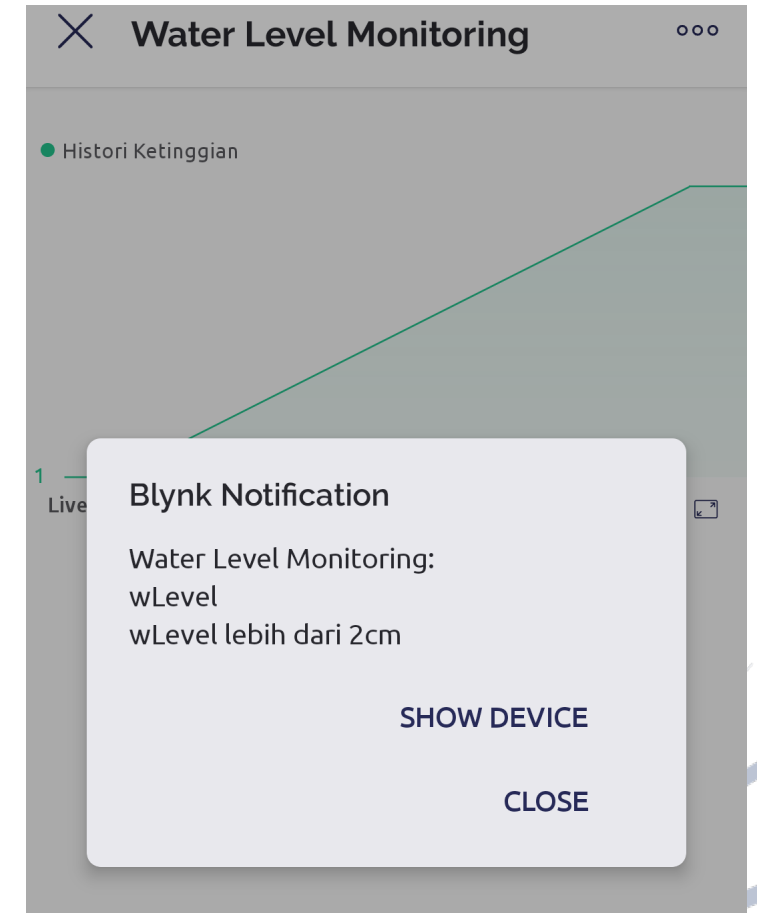 Water Level Monitoring
Histori Ketinggian
1
Live
Blynk Notification
Water Level Monitoring:
wLevel
wLevel lebih dari 2cm
SHOW DEVICE
CLOSE